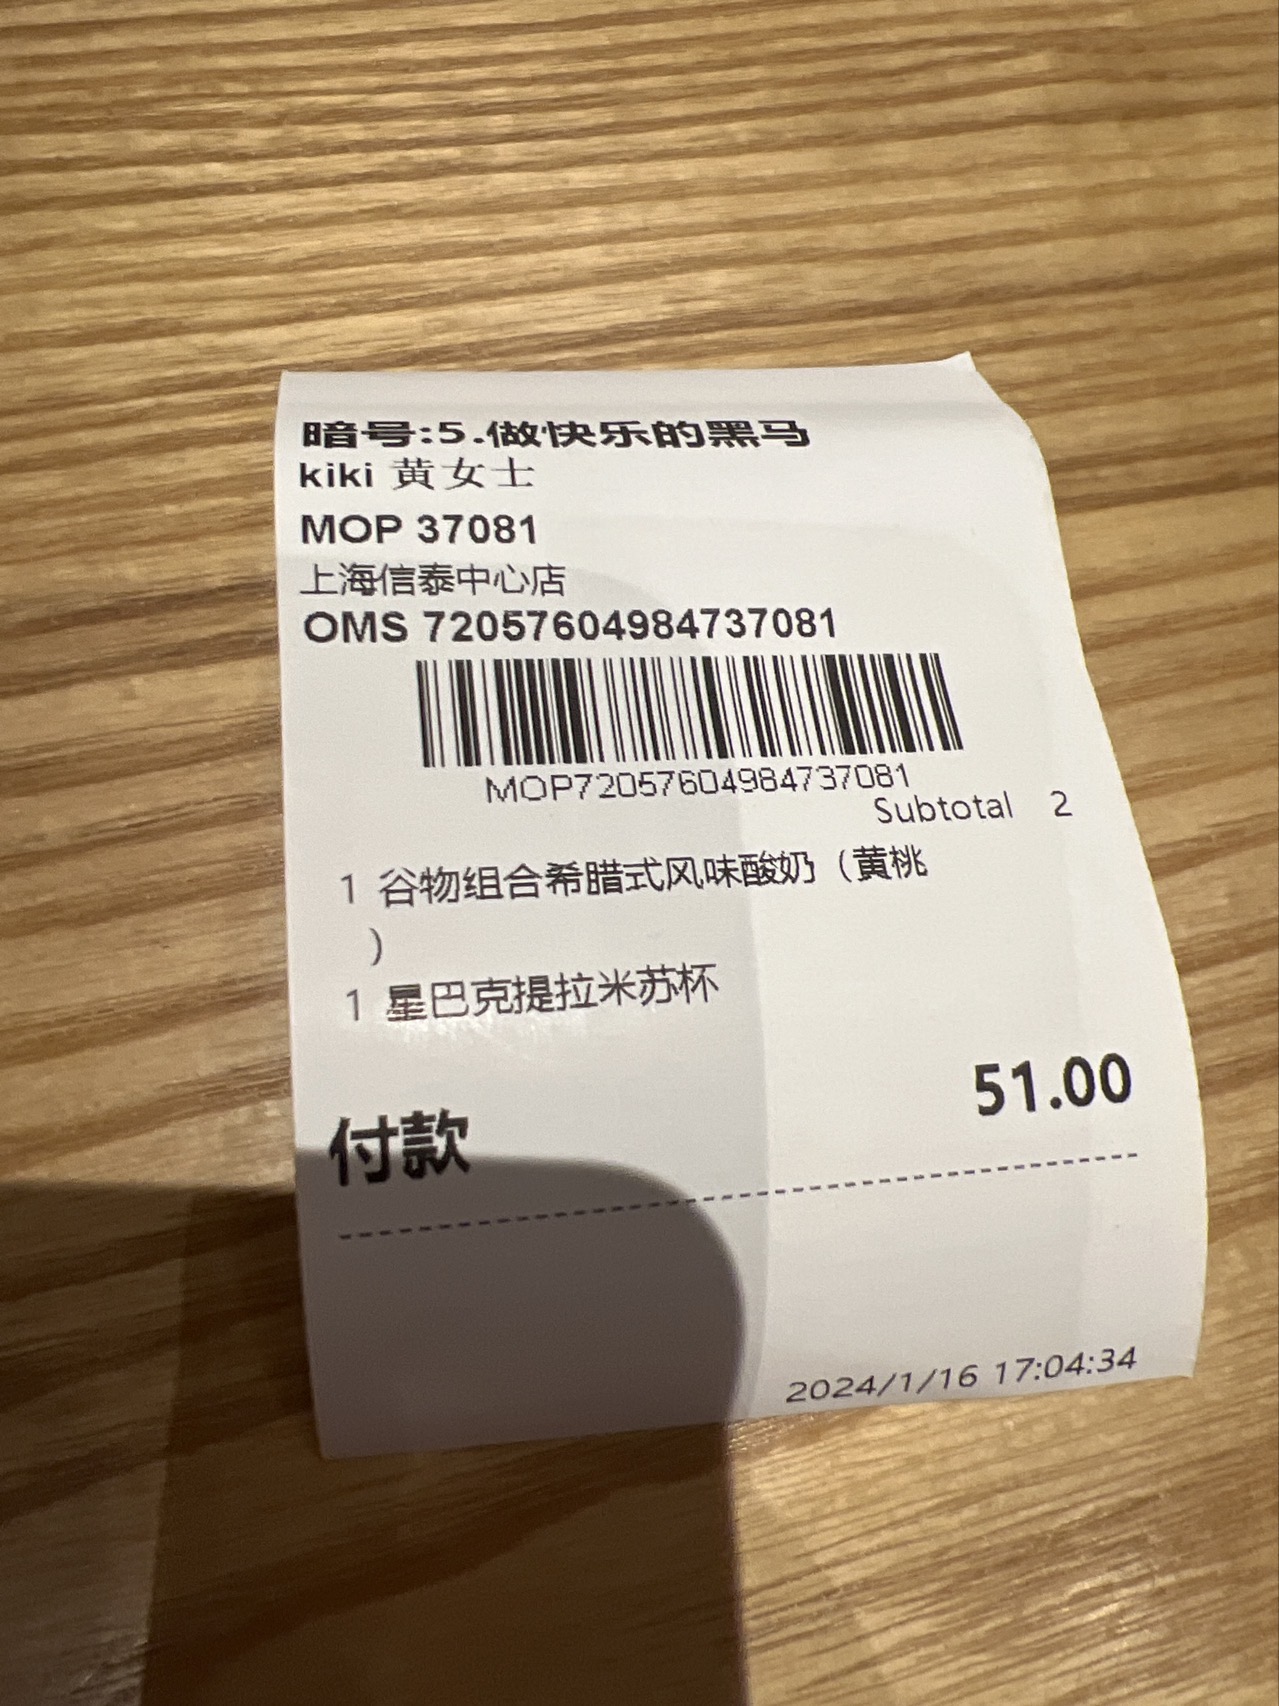 暗号:5.做快乐的黑马
kiki 黄女士
MOP 37081
上海信泰中心店
OMS 72057604984737081
MOP72057604984737081
Subtotal 2
1 谷物组合希腊式风味酸奶（黄桃
）
1 星巴克提拉米苏杯
51.00
付款
2024/1/16 17:04:34